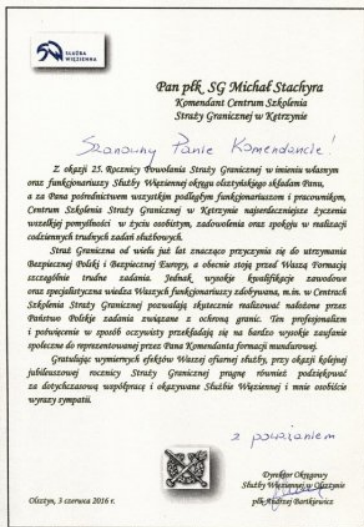 SŁUŻBA
WIĘZIENNA
Pan płk SG Michał Stachyra
Komendant Centrum Szkolenia
Straży Granicznej w Kętrzynie
Szanowny Panie Komendancie!
Z okazji 25. Rocznicy Powołania Straży Granicznej w imieniu własnym
oraz funkcjonariuszy Służby Więziennej okręgu olsztyńskiego składam Panu,
a za Pana pośrednictwem wszystkim podległym funkcjonariuszom i pracownikom,
Centrum Szkolenia Straży Granicznej w Kętrzynie najserdeczniejsze życzenia
wszelkiej pomyślności w życiu osobistym, zadowolenia oraz spokoju w realizacji
codziennych trudnych zadań służbowych.
Straż Graniczna od wielu już lat znacząco przyczynia się do utrzymania
Bezpiecznej Polski i Bezpiecznej Europy, a obecnie stoją przed Waszą Formacją
szczególnie trudne zadania. Jednak wysokie kwalifikacje zawodowe
oraz specjalistyczna wiedza Waszych funkcjonariuszy zdobywana, m.in. w Centrach
Szkolenia Straży Granicznej pozwalają skutecznie realizować nałożone przez
Państwo Polskie zadania związane z ochroną granic. Ten profesjonalizm
i poświęcenie w sposób oczywisty przekładają się na bardzo wysokie zaufanie
społeczne do reprezentowanej przez Pana Komendanta formacji mundurowej.
Gratulując wymiernych efektów Waszej ofiarnej służby, przy okazji kolejnej
jubileuszowej rocznicy Straży Granicznej pragnę również podziękować
za dotychczasową współpracę i okazywane Służbie Więziennej i mnie osobiście
wyrazy sympatii.
z poważaniem
Dyrektor Okręgowy
Służby Więziennej w Olsztynie
płk Andrzej Bartkiewicz
Olsztyn, 3 czerwca 2016 r.